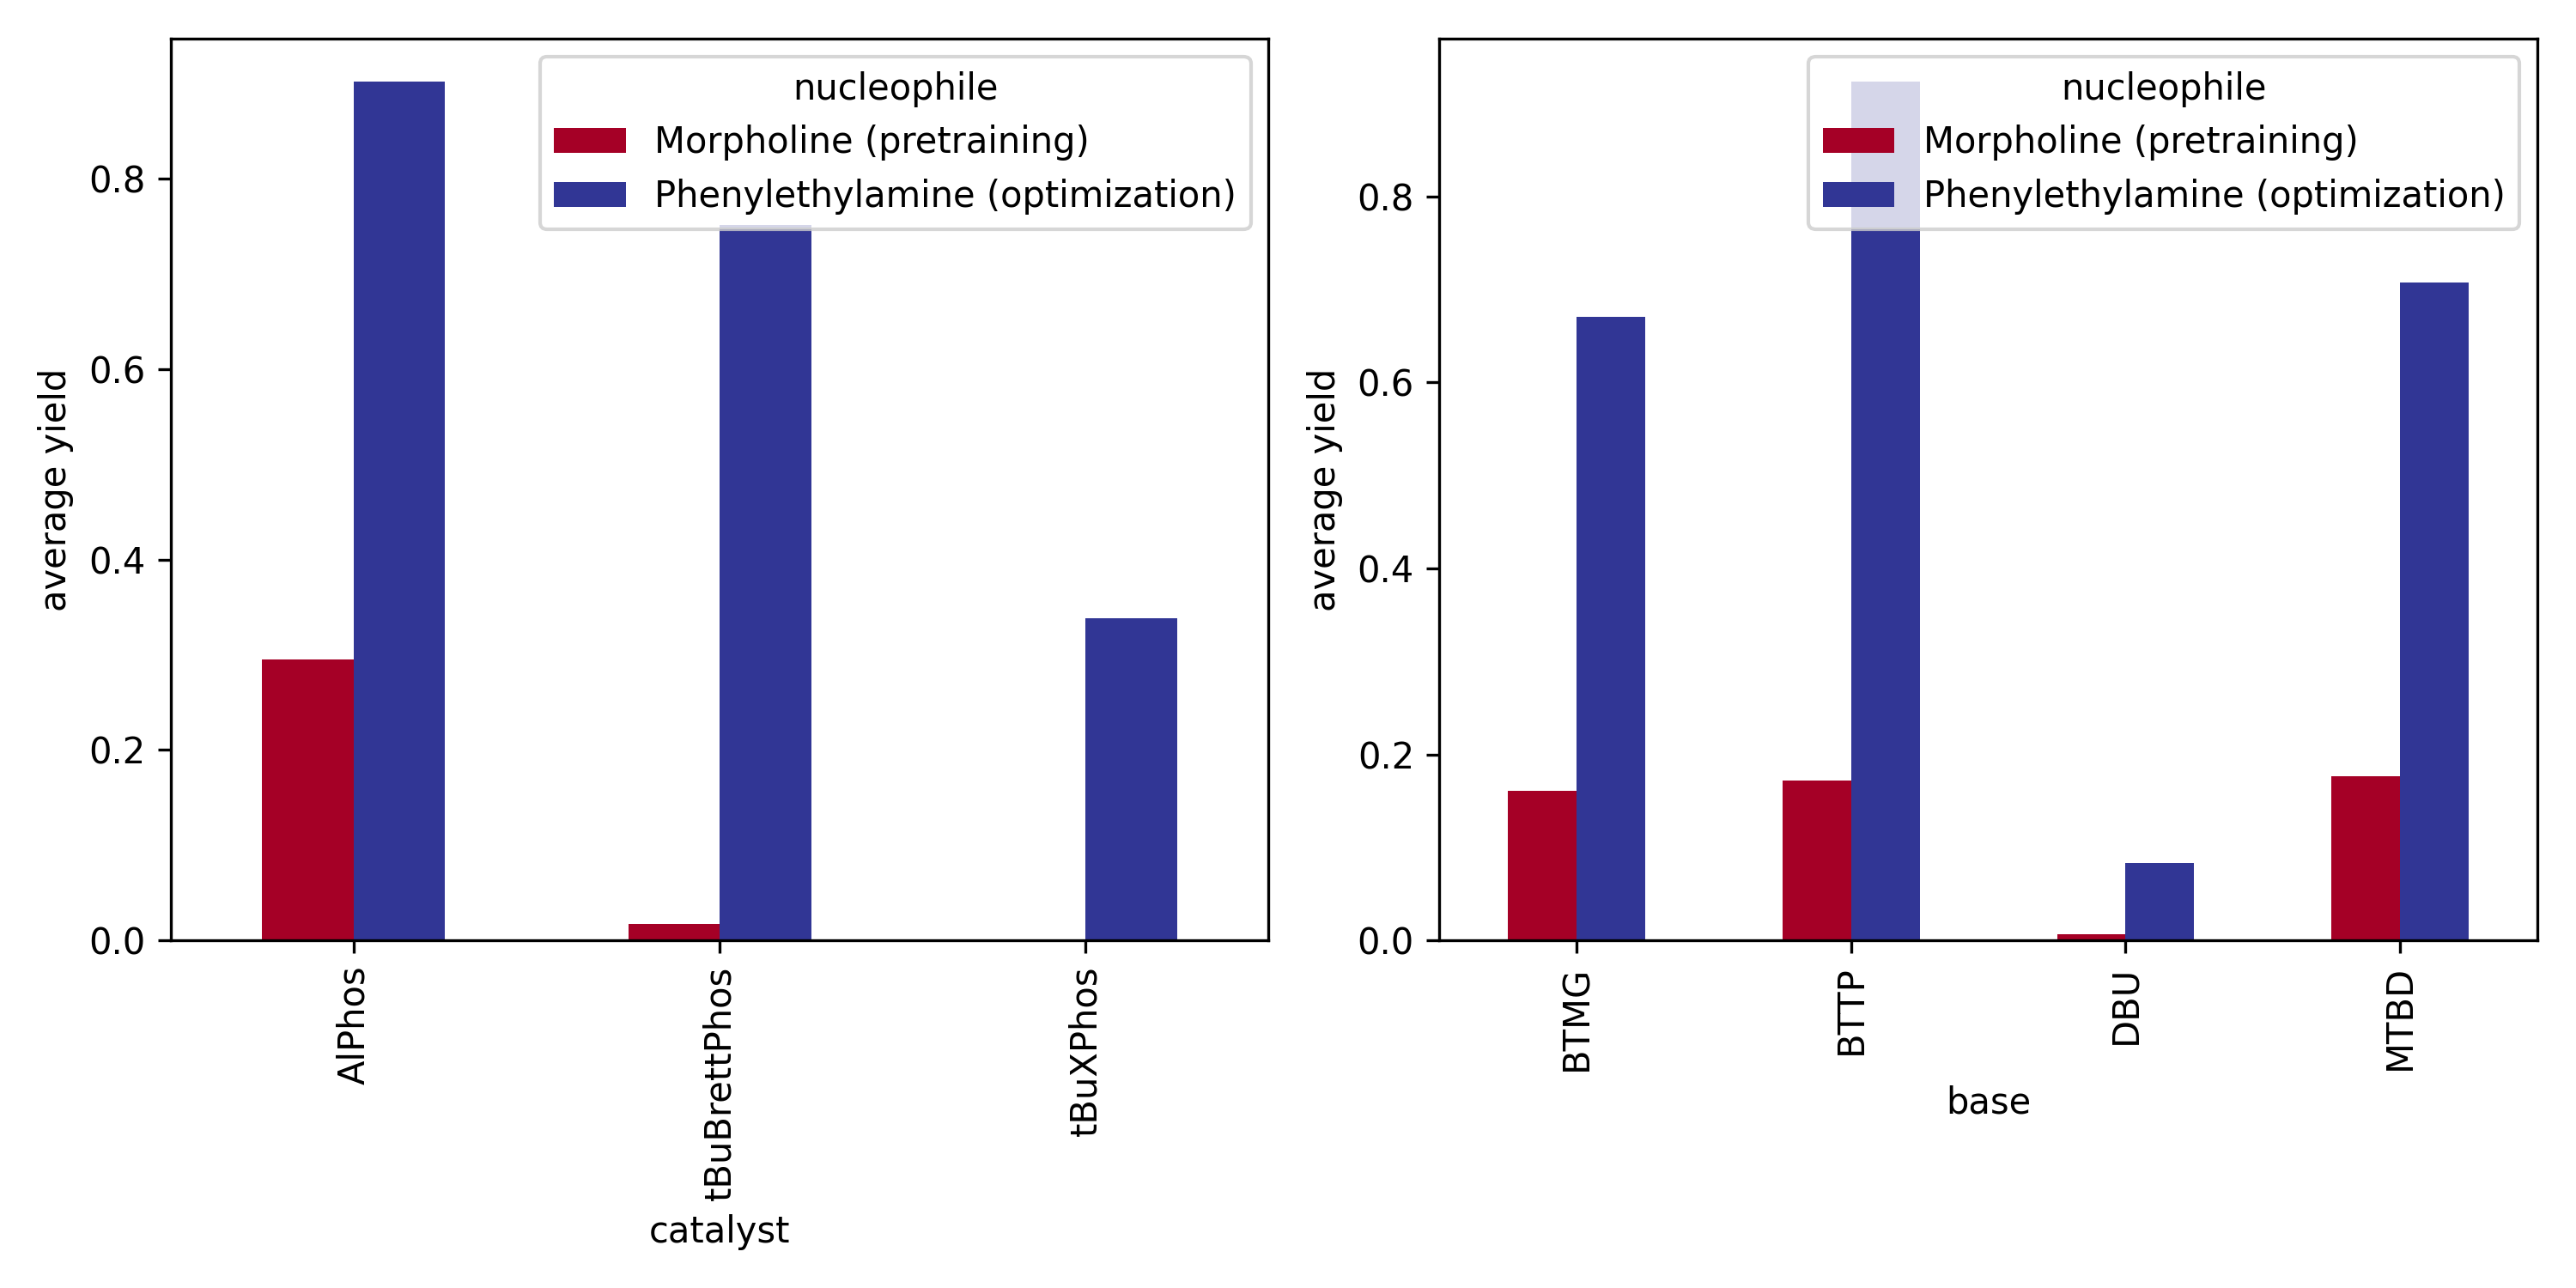 nucleophile
Morpholine (pretraining)
Phenylethylamine (optimization)
average yield
0.8
0.6
0.4
0.2
0.0
AlPhos
tBuBrettPhos
tBuXPhos
catalyst
nucleophile
Morpholine (pretraining)
Phenylethylamine (optimization)
average yield
0.8
0.6
0.4
0.2
0.0
BTMG
BTTP
DBU
MTBD
base